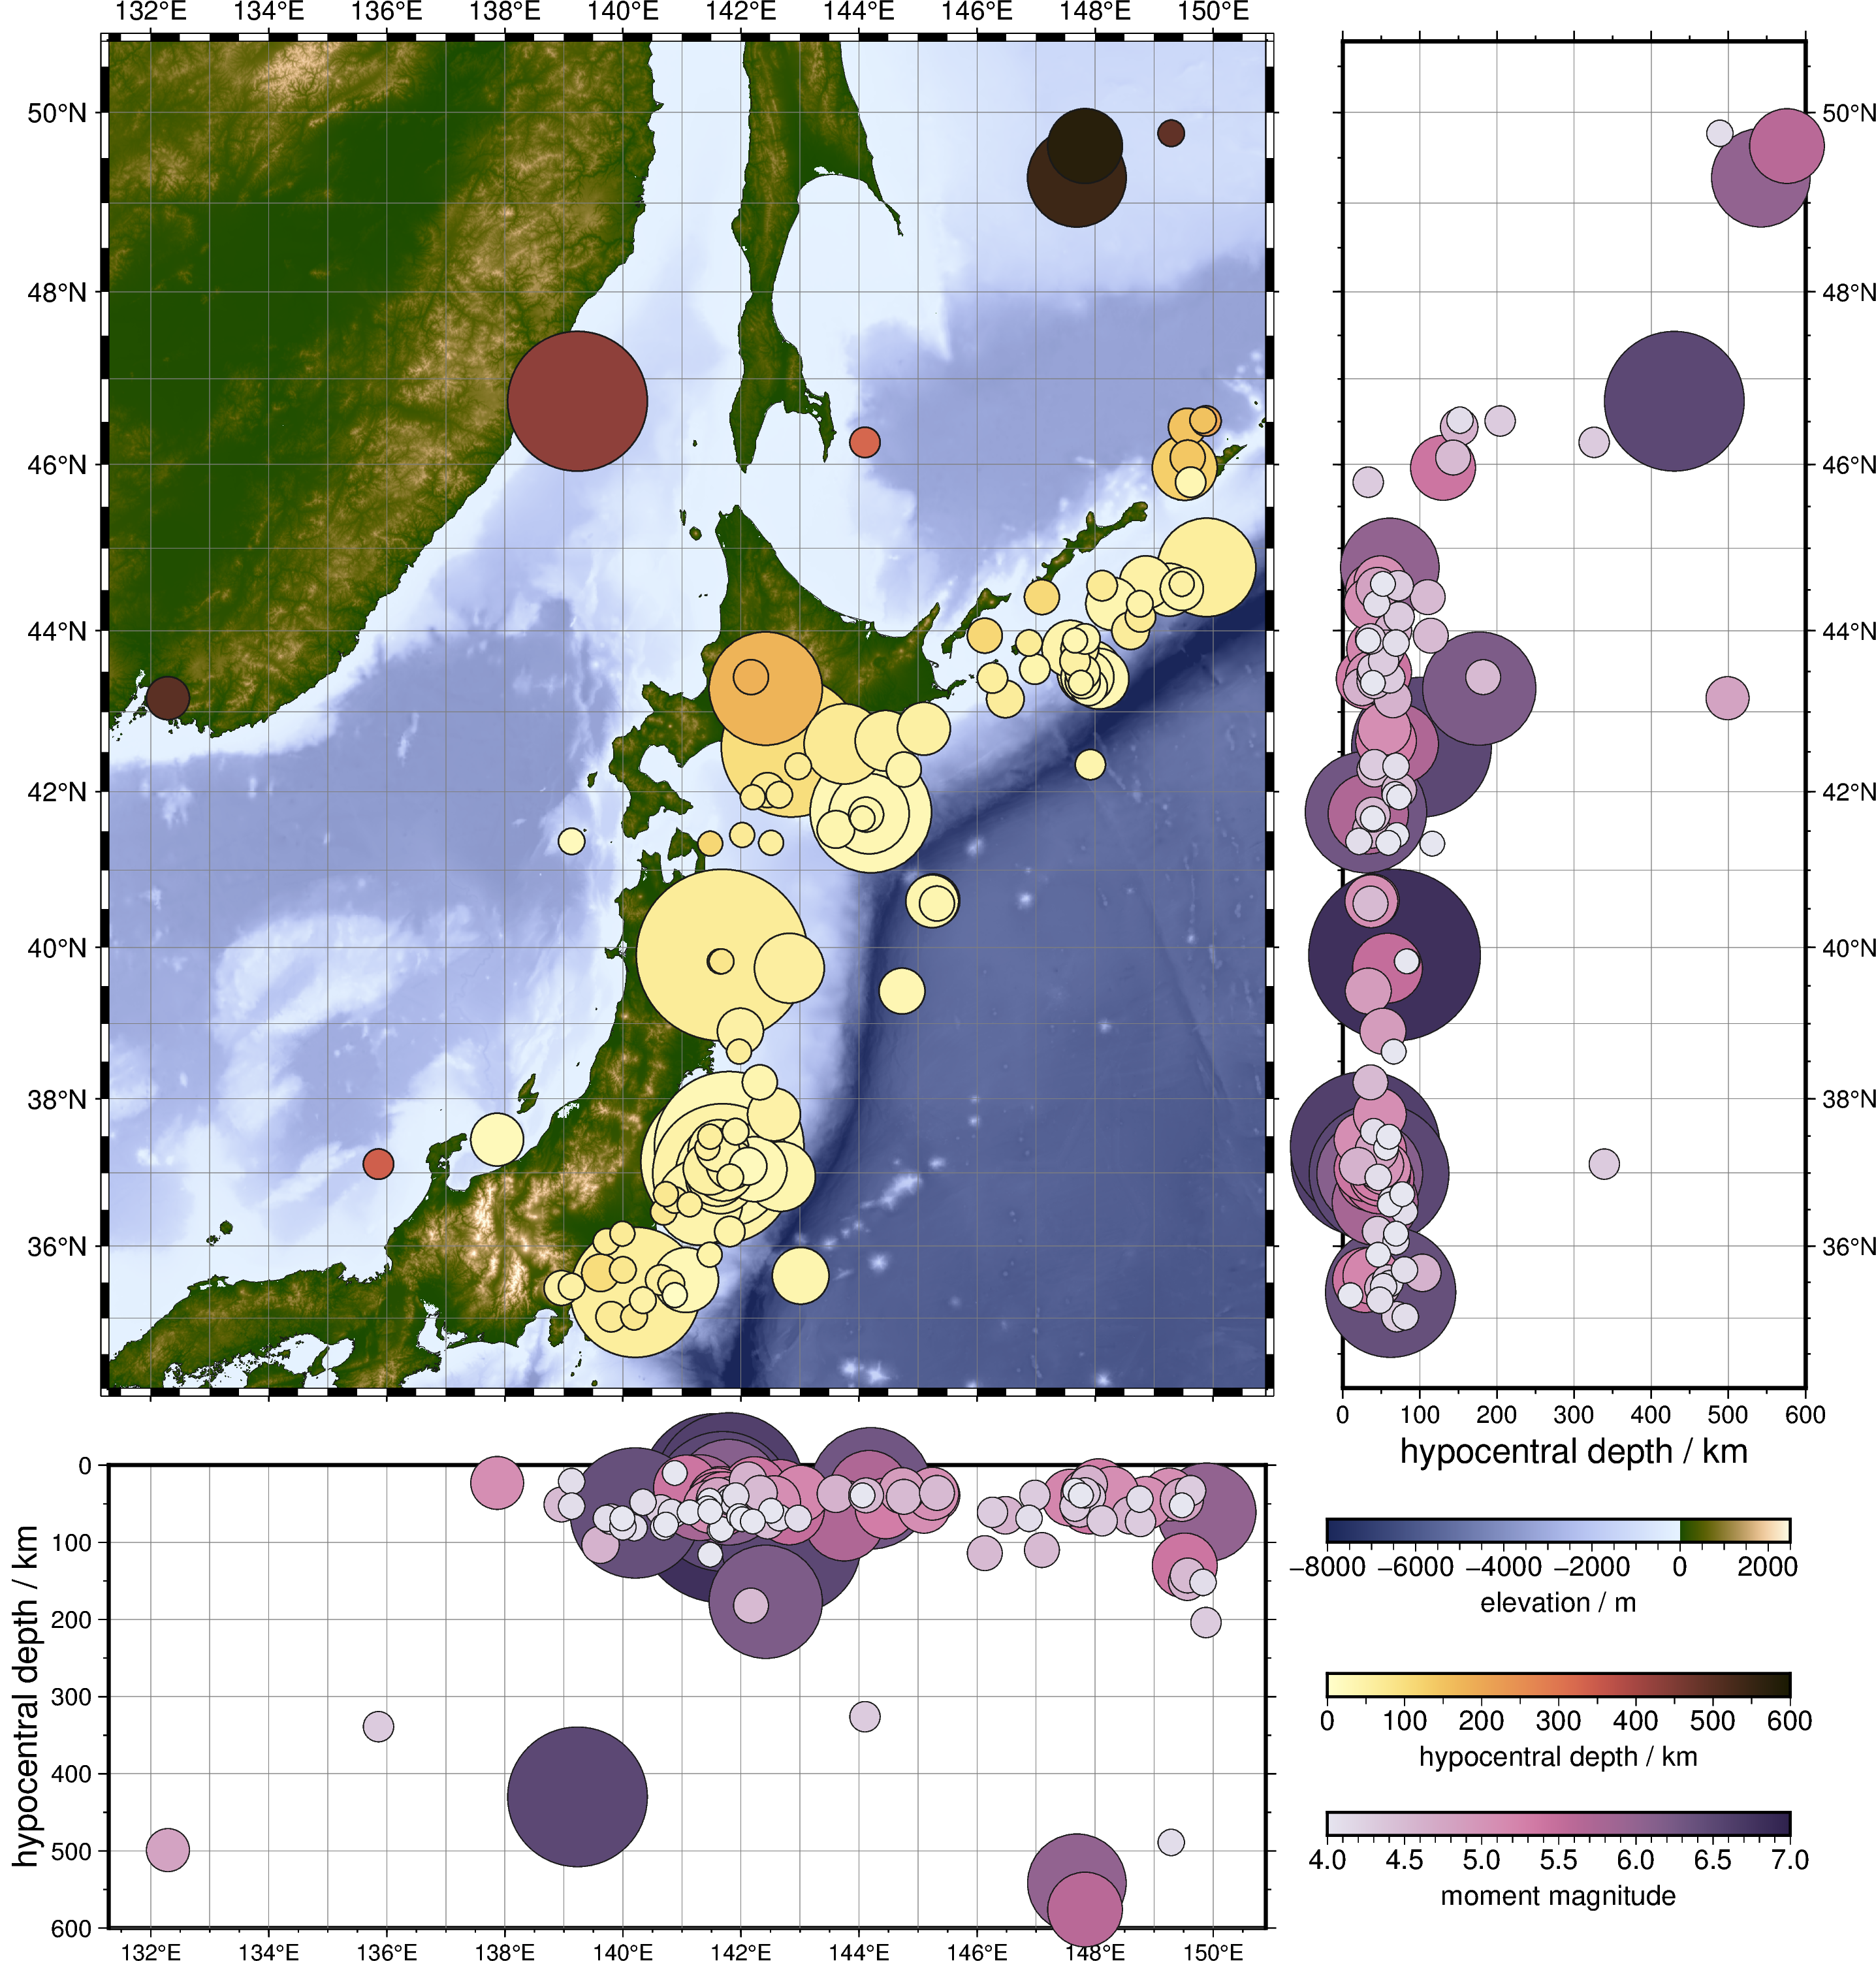 132°E 134°E 136°E 138°E 140°E 142°E 144°E 146°E 148°E 150°E
50°N 50°N
48°N 48°N
46°N 46°N
44°N 44°N
42°N 42°N
40°N 40°N
38°N 38°N
36°N 36°N
0 100 200 300 400 500 600
hypocentral depth / km
0
100
200
300
400
500
600
hypocentral depth / km
132°E 134°E 136°E 138°E 140°E 142°E 144°E 146°E 148°E 150°E
−8000 −6000 −4000 −2000 0 2000
elevation / m
0 100 200 300 400 500 600
hypocentral depth / km
4.0 4.5 5.0 5.5 6.0 6.5 7.0
moment magnitude